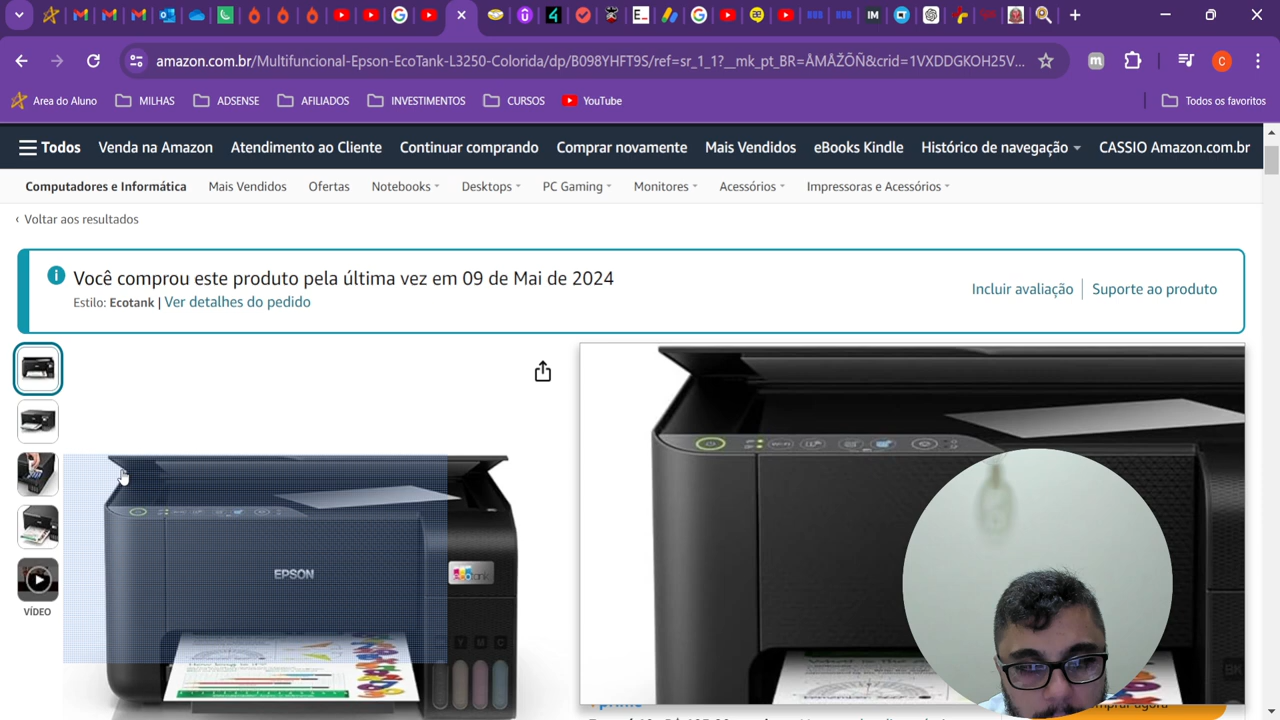 amazon.com.br/Multifuncional-Epson-EcoTank-L3250-Colorida/dp/B098YHFT9S/ref=sr_1_1?__mk_pt_BR=ÅMÅŽÕÑ&crid=1VXDDGKOH25V...
Area do Aluno MILHAS ADSENSE AFILIADOS INVESTIMENTOS CURSOS YouTube Todos os favoritos
Todos Venda na Amazon Atendimento ao Cliente Continuar comprando Comprar novamente Mais Vendidos eBooks Kindle Histórico de navegação CASSIO Amazon.com.br
Computadores e Informática Mais Vendidos Ofertas Notebooks Desktops PC Gaming Monitores Acessórios Impressoras e Acessórios
‹ Voltar aos resultados
Você comprou este produto pela última vez em 09 de Mai de 2024
Estilo: Ecotank | Ver detalhes do pedido
Incluir avaliação Suporte ao produto
EPSON
ecotank
Y M C
BK
VÍDEO
prime